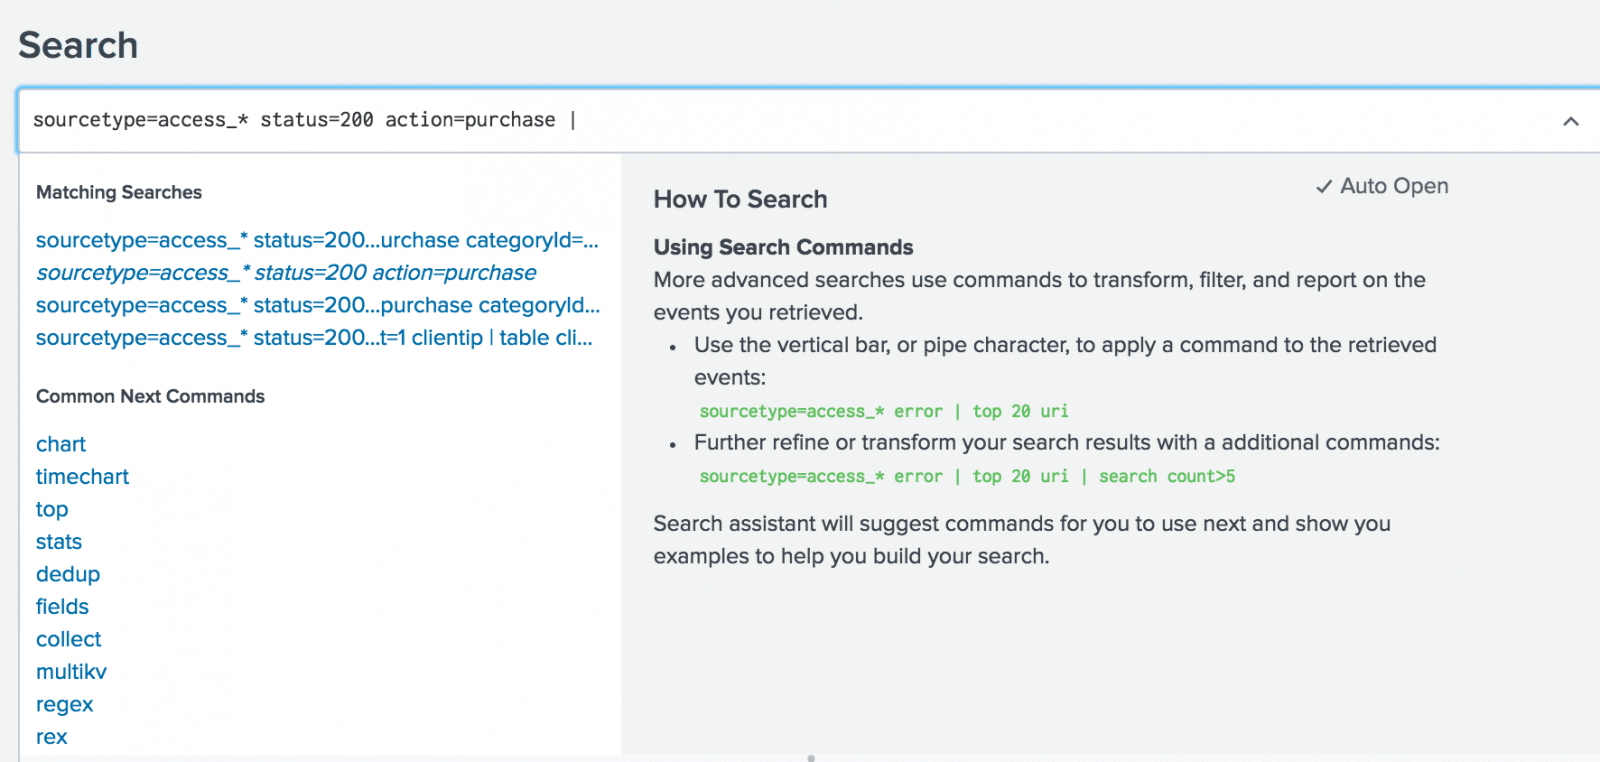 Search
sourcetype=access_* status=200 action=purchase |
Matching Searches
sourcetype=access_* status=200...urchase categoryId=...
sourcetype=access_* status=200 action=purchase
sourcetype=access_* status=200...purchase categoryId...
sourcetype=access_* status=200...t=1 clientip | table cli...
Common Next Commands
chart
timechart
top
stats
dedup
fields
collect
multikv
regex
rex
How To Search
✓ Auto Open
Using Search Commands
More advanced searches use commands to transform, filter, and report on the
events you retrieved.
• Use the vertical bar, or pipe character, to apply a command to the retrieved
events:
sourcetype=access_* error | top 20 uri
• Further refine or transform your search results with a additional commands:
sourcetype=access_* error | top 20 uri | search count>5
Search assistant will suggest commands for you to use next and show you
examples to help you build your search.